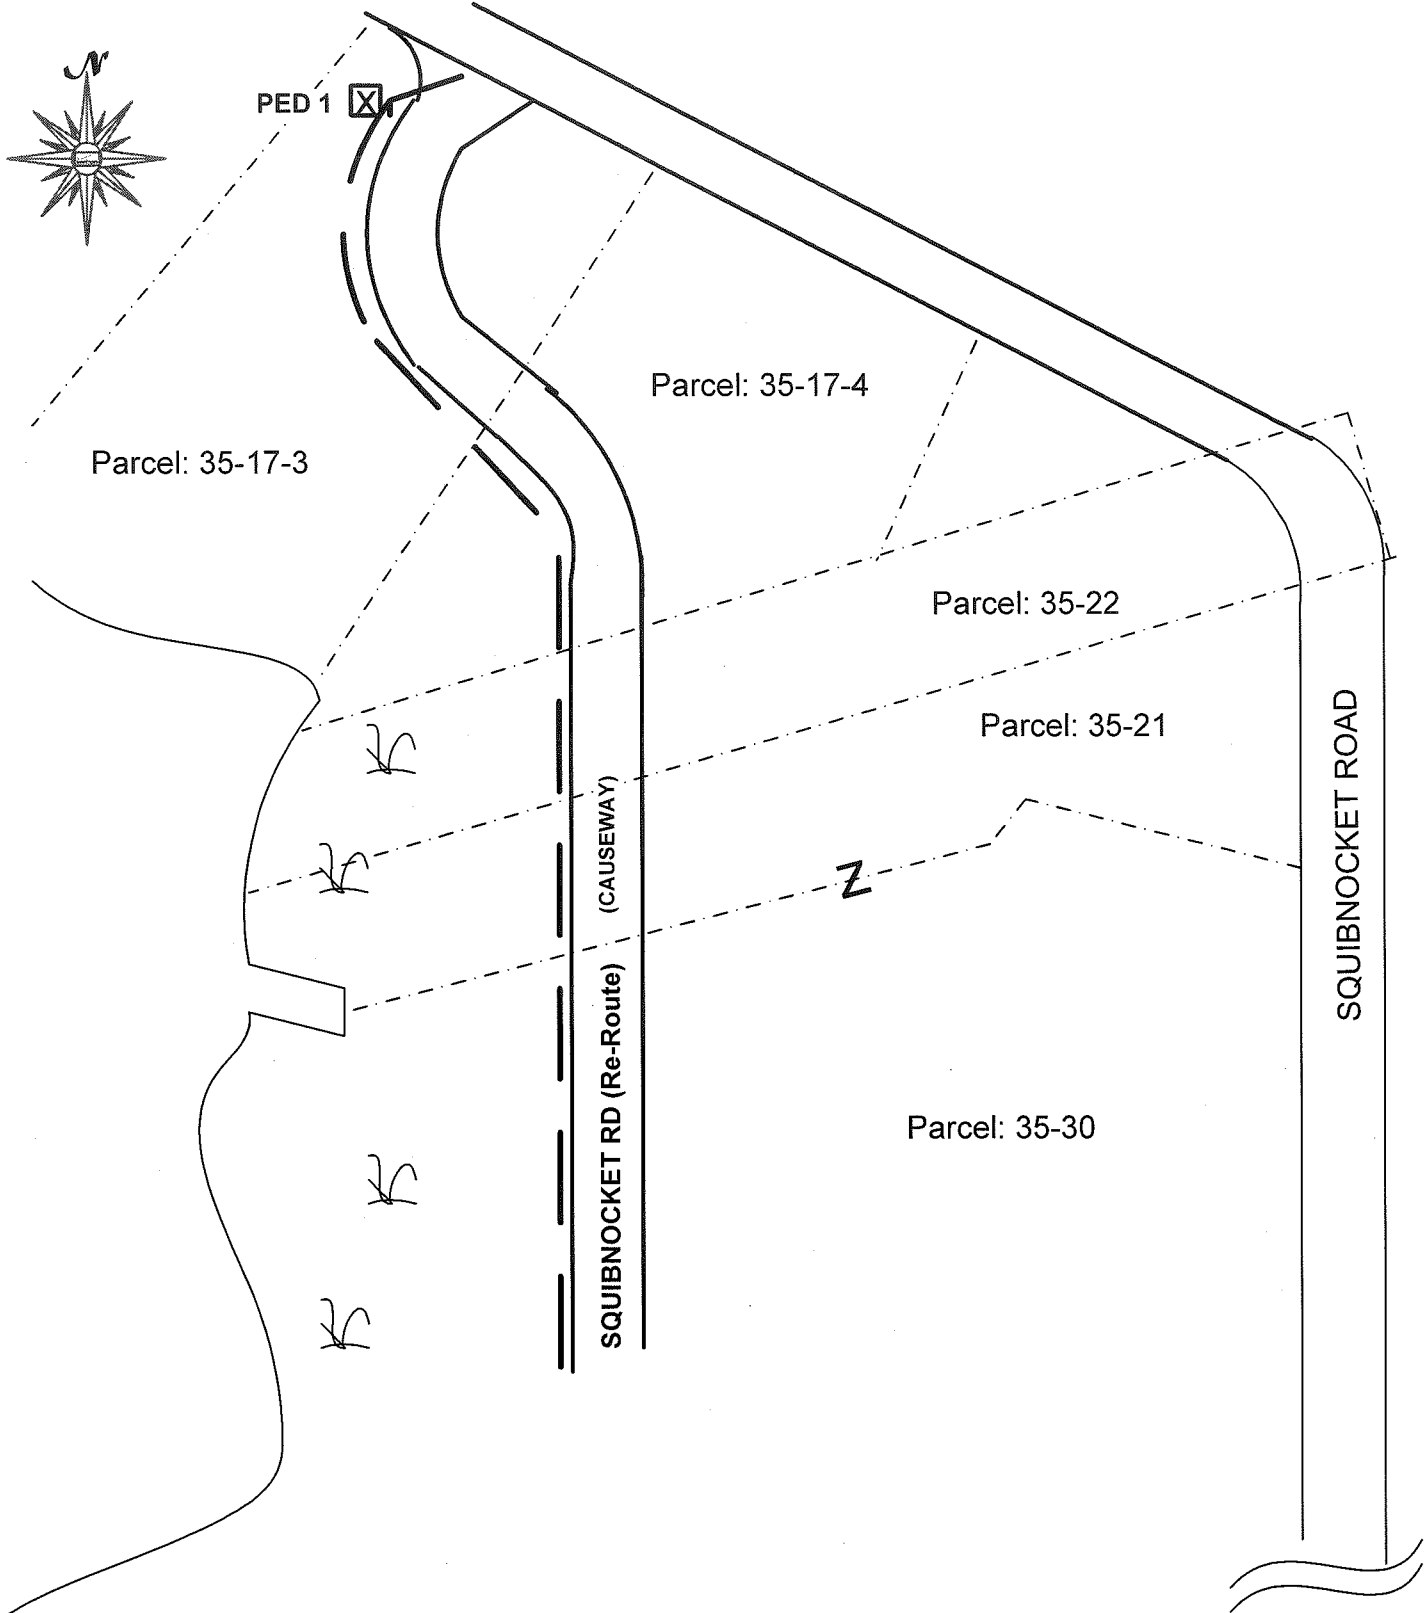 N
PED 1
Parcel: 35-17-4
Parcel: 35-17-3
Parcel: 35-22
Parcel: 35-21
SQUIBNOCKET ROAD
(CAUSEWAY)
Z
SQUIBNOCKET RD (Re-Route)
Parcel: 35-30